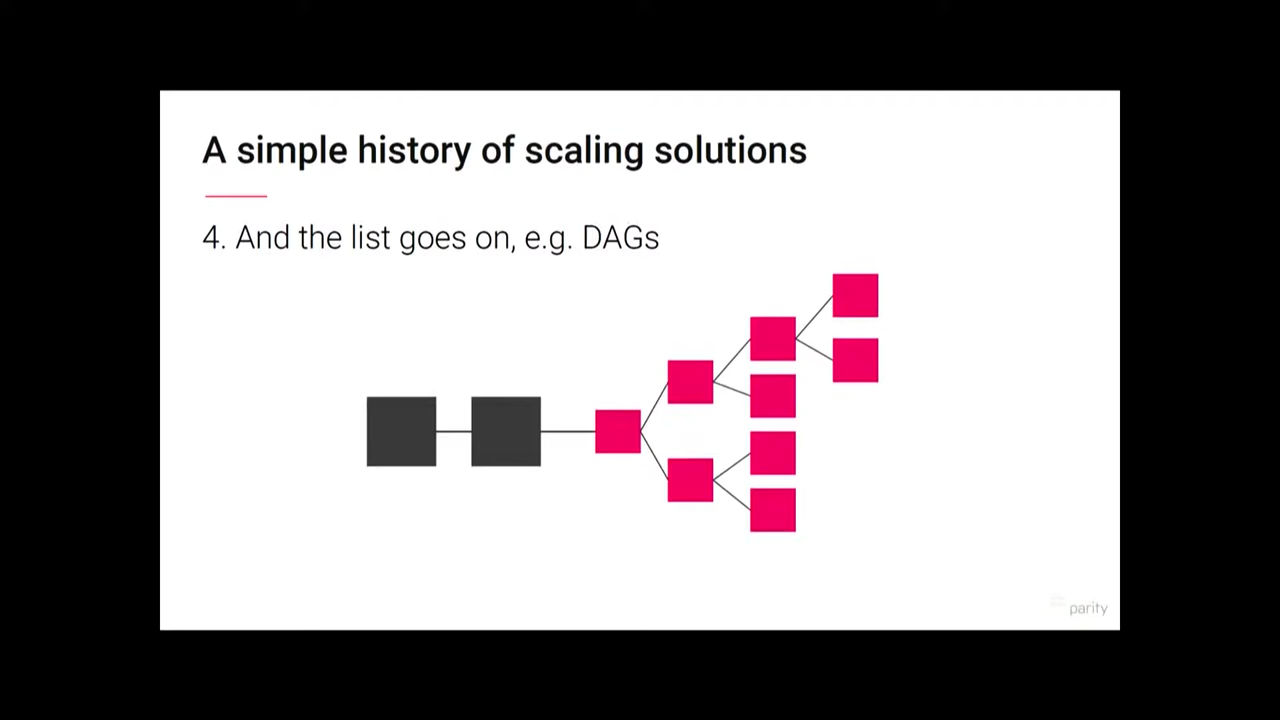 A simple history of scaling solutions
4. And the list goes on, e.g. DAGs
parity